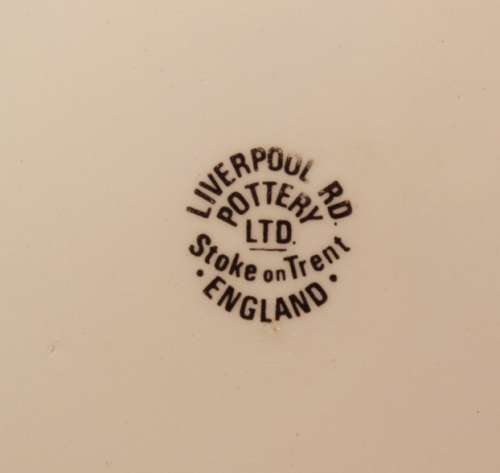 LIVERPOOL RD.
POTTERY
LTD.
Stoke on Trent
• ENGLAND •